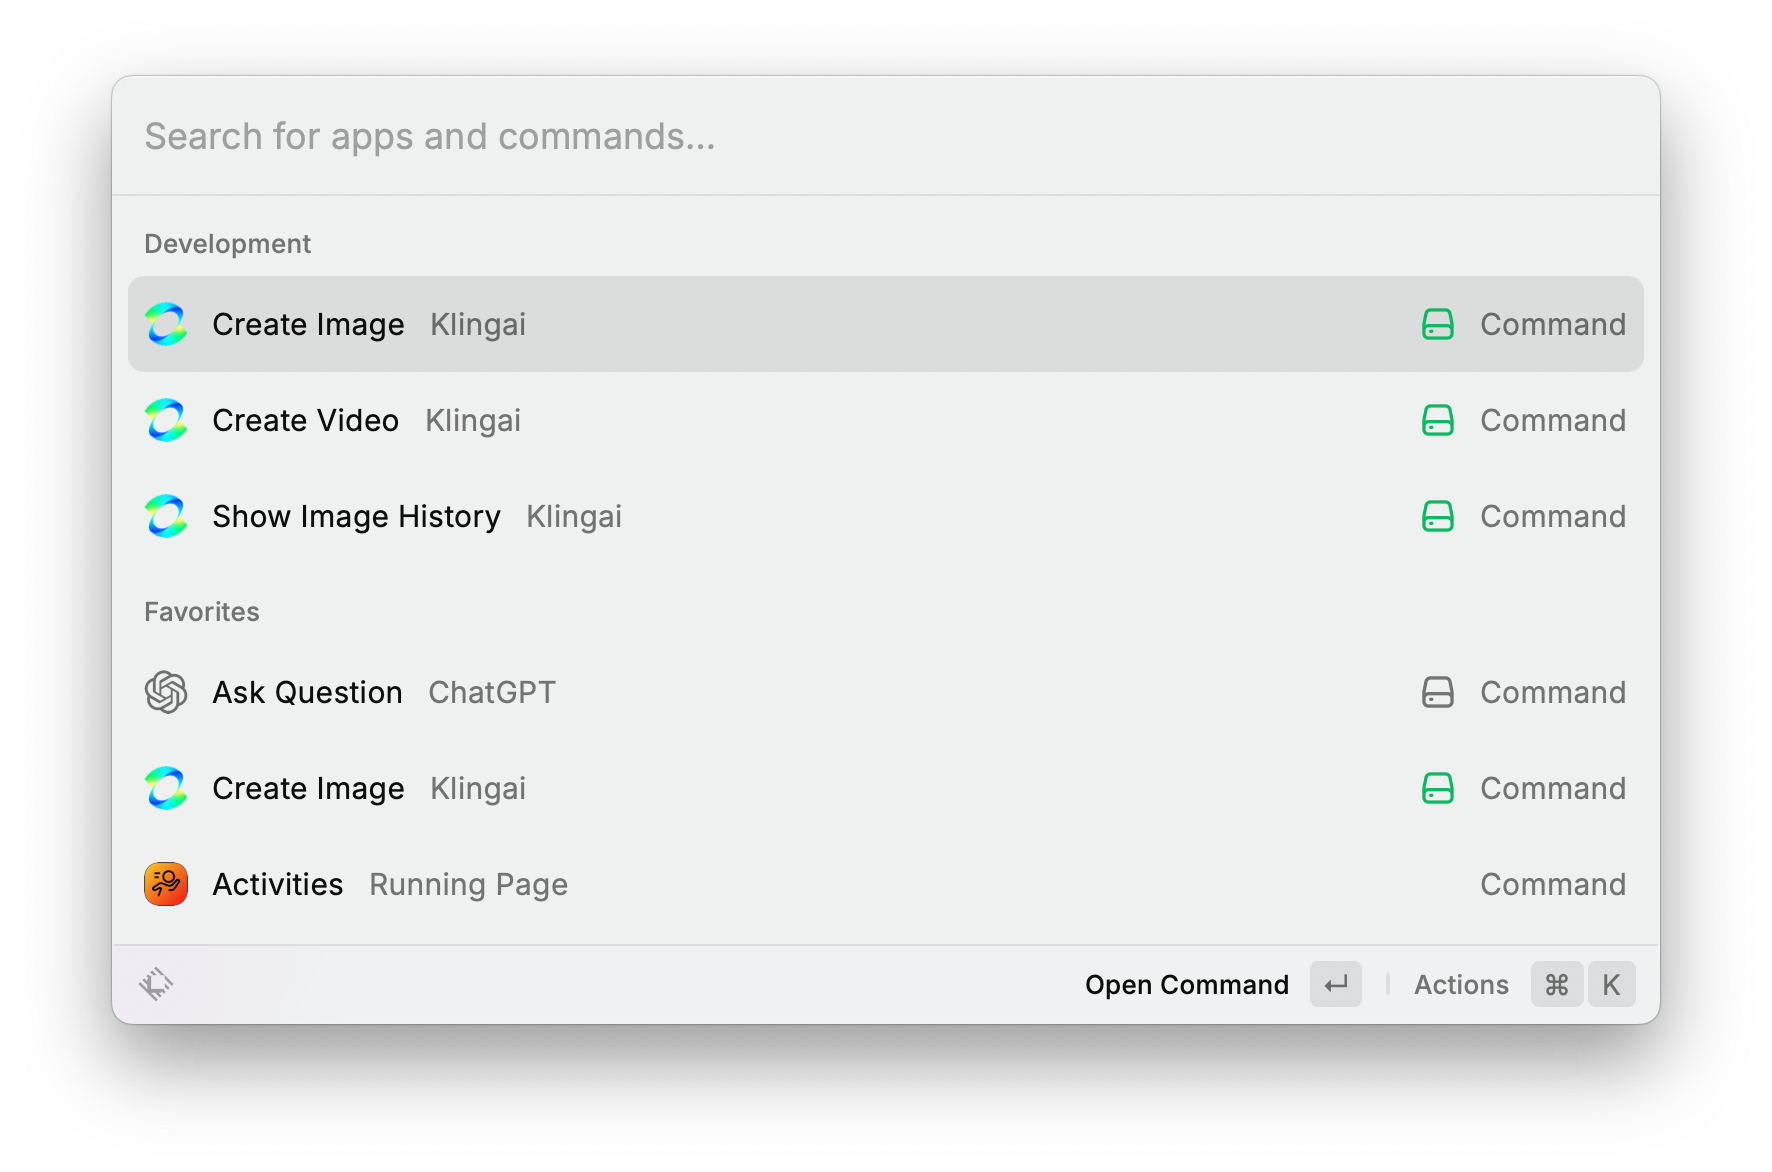 Search for apps and commands...
Development
Create Image Klingai Command
Create Video Klingai Command
Show Image History Klingai Command
Favorites
Ask Question ChatGPT Command
Create Image Klingai Command
Activities Running Page Command
Open Command ↵ Actions ⌘ K